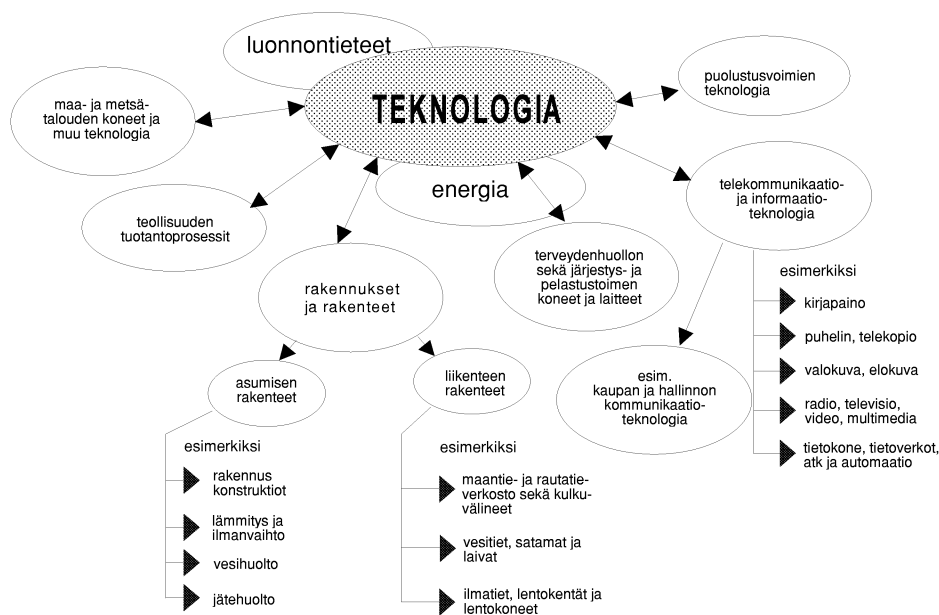 luonnontieteet
TEKNOLOGIA
energia
puolustusvoimien
teknologia
maa- ja metsä-
talouden koneet ja
muu teknologia
teollisuuden
tuotantoprosessit
rakennukset
ja rakenteet
terveydenhuollon
sekä järjestys- ja
pelastustoimen
koneet ja laitteet
telekommunikaatio-
ja informaatio-
teknologia
esimerkiksi
kirjapaino
puhelin, telekopio
valokuva, elokuva
radio, televisio,
video, multimedia
tietokone, tietoverkot,
atk ja automaatio
esim.
kaupan ja hallinnon
kommunikaatio-
teknologia
asumisen
rakenteet
esimerkiksi
rakennus
konstruktiot
lämmitys ja
ilmanvaihto
vesihuolto
jätehuolto
liikenteen
rakenteet
esimerkiksi
maantie- ja rautatie-
verkosto sekä kulku-
välineet
vesitiet, satamat ja
laivat
ilmatiet, lentokentät ja
lentokoneet